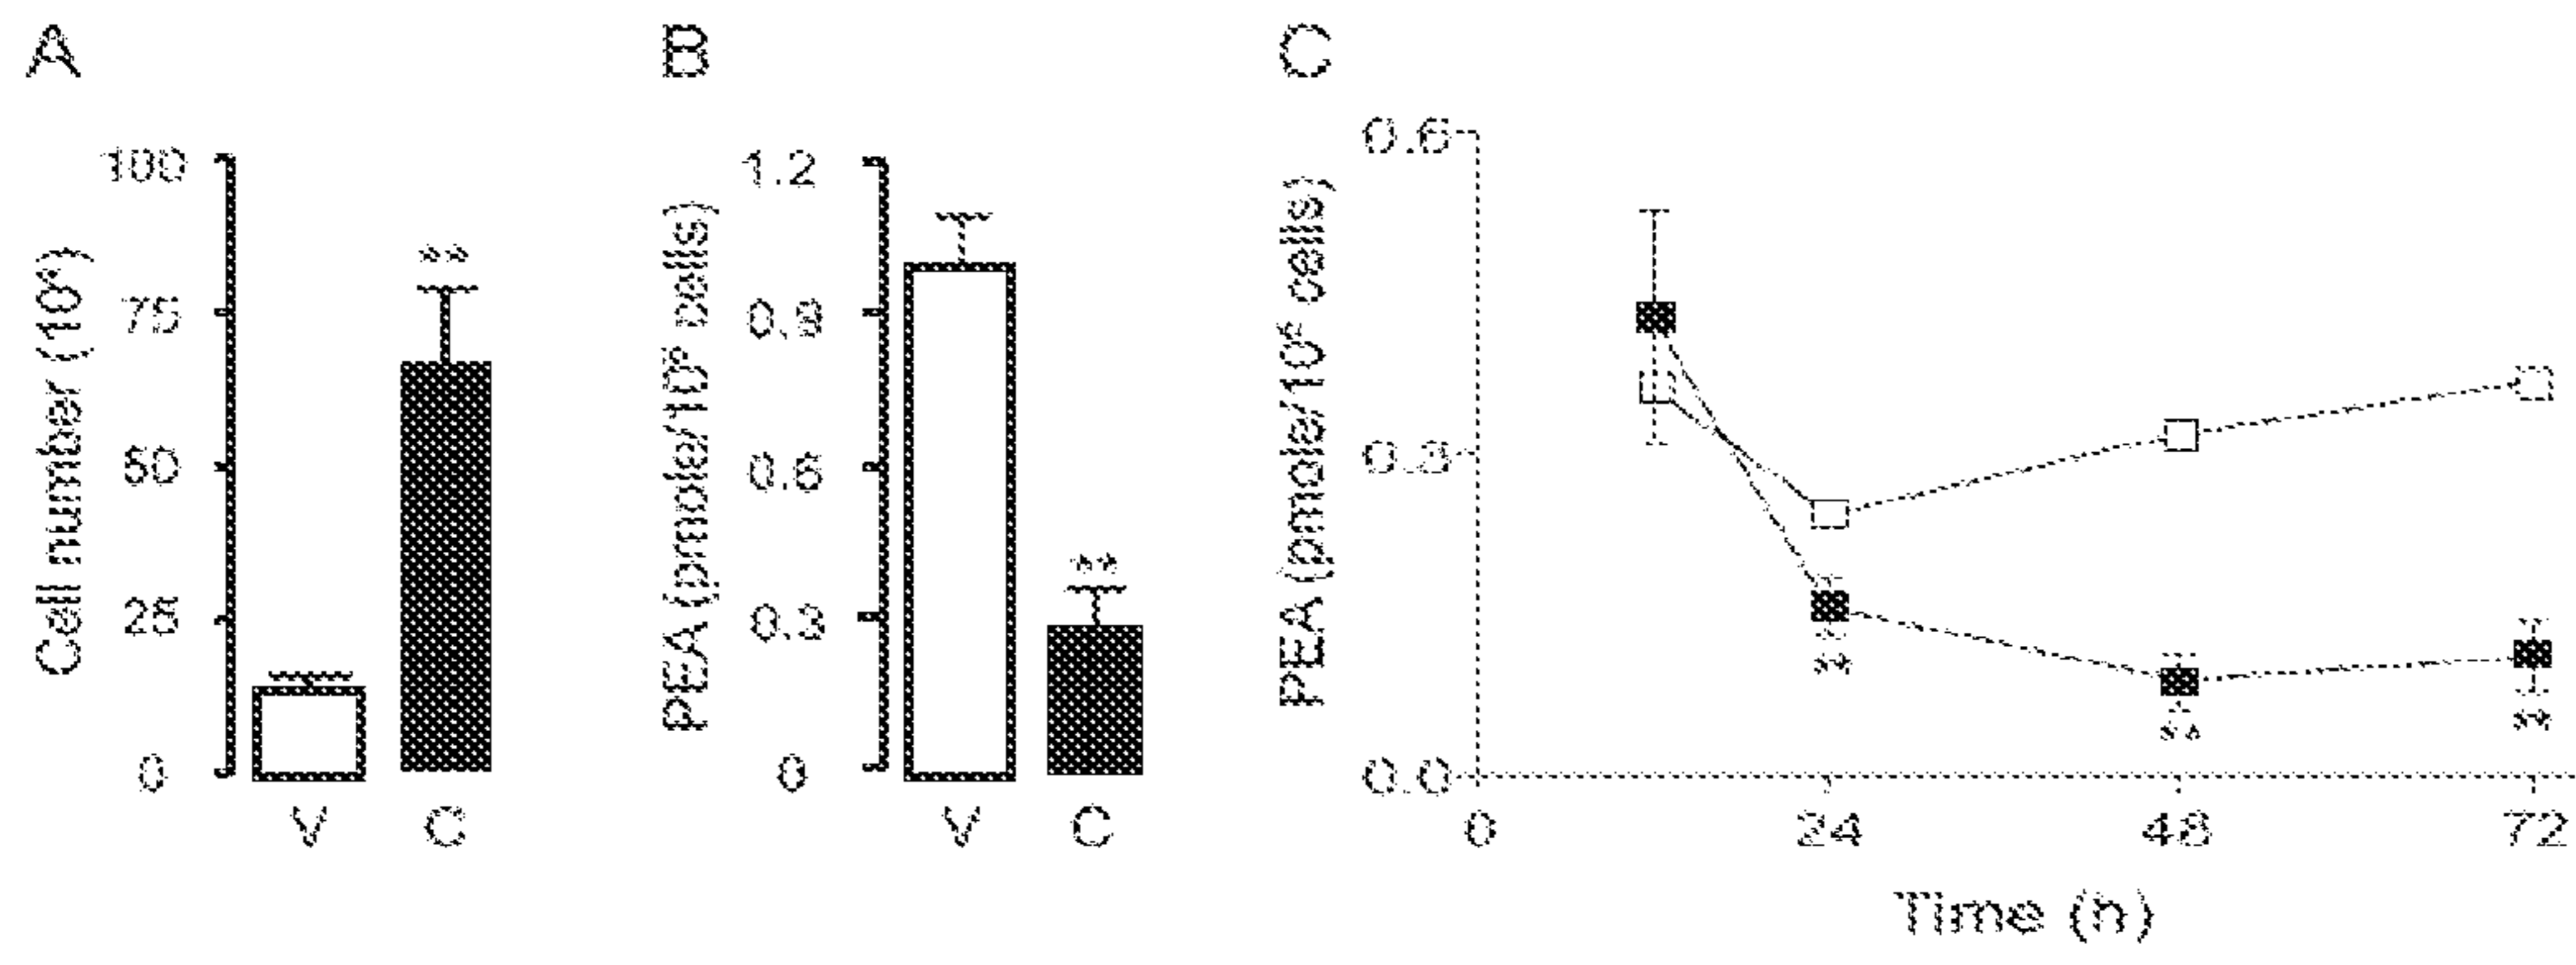 A
B
C
Cell number
100
75
50
25
0
**
V
C
PEA (pmole/10⁶ cells)
1.2
0.9
0.6
0.3
0
**
V
C
PEA (pmole/10⁶ cells)
0.6
0.3
0.0
**
**
**
0
24
48
72
Time (h)